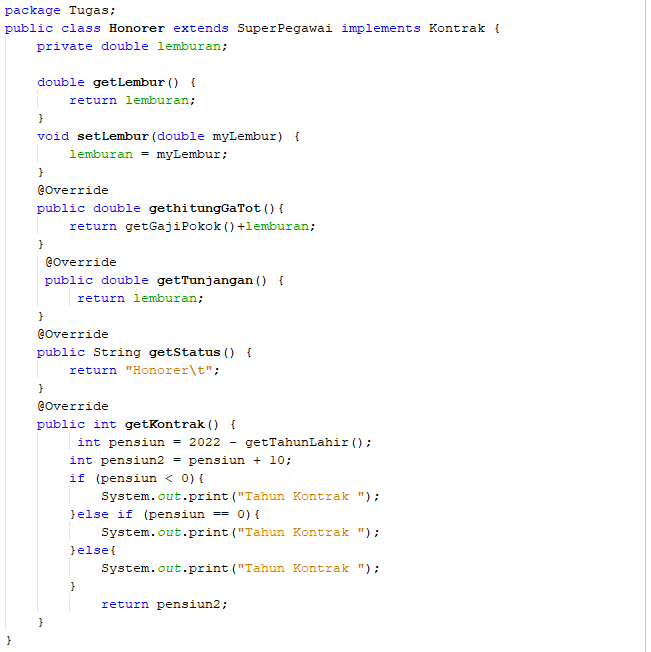 package Tugas;
public class Honorer extends SuperPegawai implements Kontrak {
    private double lemburan;

    double getLembur() {
        return lemburan;
    }
    void setLembur(double myLembur) {
        lemburan = myLembur;
    }
    @Override
    public double gethitungGaTot(){
        return getGajiPokok()+lemburan;
    }
     @Override
     public double getTunjangan() {
         return lemburan;
    }
    @Override
    public String getStatus() {
        return "Honorer\t";
    }
    @Override
    public int getKontrak() {
         int pensiun = 2022 - getTahunLahir();
        int pensiun2 = pensiun + 10;
        if (pensiun < 0){
            System.out.print("Tahun Kontrak ");
        }else if (pensiun == 0){
            System.out.print("Tahun Kontrak ");
        }else{
            System.out.print("Tahun Kontrak ");
        }
            return pensiun2;
    }
}